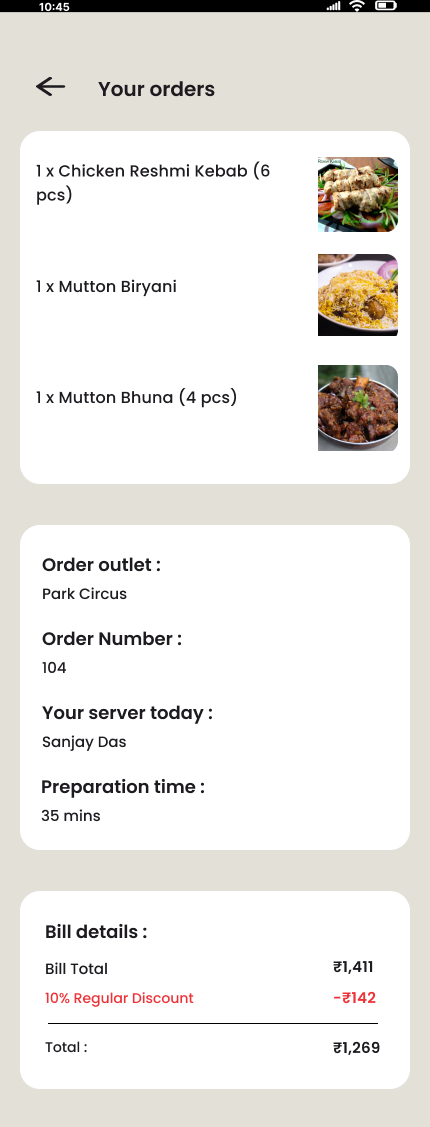 10:45
Your orders
1 x Chicken Reshmi Kebab (6
pcs)
1 x Mutton Biryani
1 x Mutton Bhuna (4 pcs)
Order outlet :
Park Circus
Order Number :
104
Your server today :
Sanjay Das
Preparation time :
35 mins
Bill details :
Bill Total ₹1,411
10% Regular Discount -₹142
Total : ₹1,269